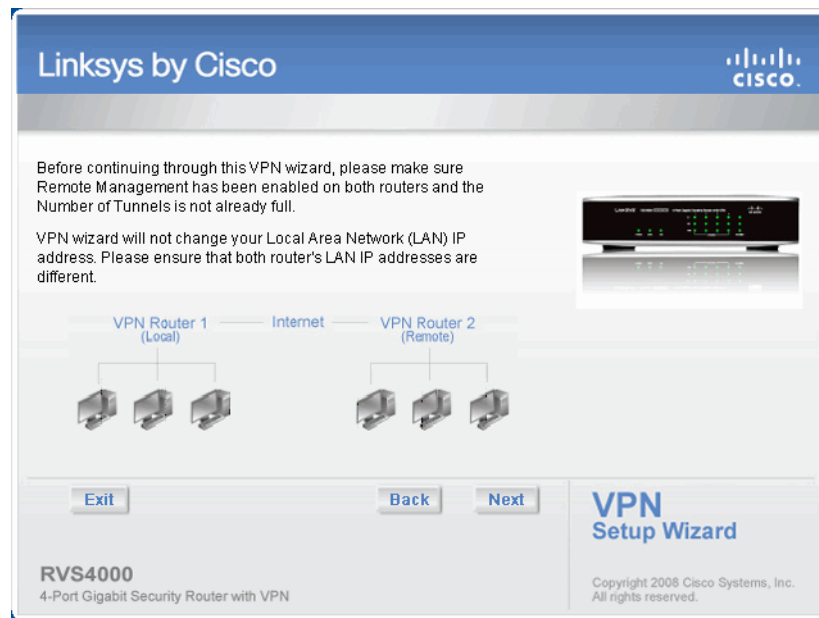 Linksys by Cisco
CISCO.
Before continuing through this VPN wizard, please make sure
Remote Management has been enabled on both routers and the
Number of Tunnels is not already full.
VPN wizard will not change your Local Area Network (LAN) IP
address. Please ensure that both router's LAN IP addresses are
different.
VPN Router 1
(Local)
Internet
VPN Router 2
(Remote)
Exit
Back
Next
VPN
Setup Wizard
RVS4000
4-Port Gigabit Security Router with VPN
Copyright 2008 Cisco Systems, Inc.
All rights reserved.